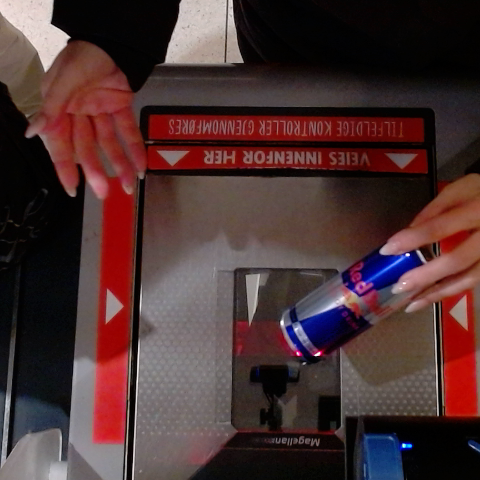 TILFELDIGE KONTROLLER GJENNOMFØRES
VEIES INNENFOR HER
Red Bull
Magellan